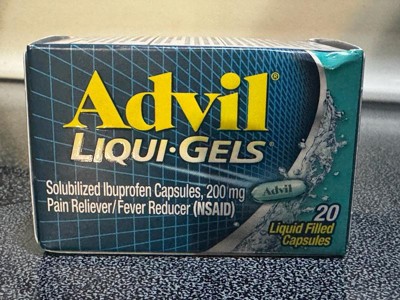 Advil®
LIQUI·GELS
Solubilized Ibuprofen Capsules, 200 mg
Pain Reliever/Fever Reducer (NSAID)
Advil
20
Liquid Filled
Capsules